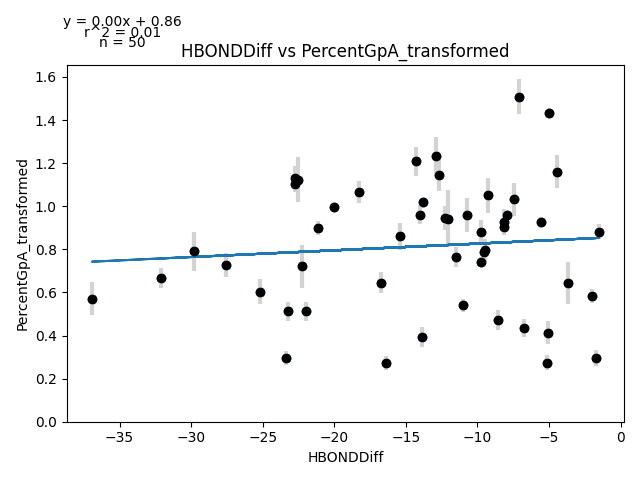 y = 0.00x + 0.86
r^2 = 0.01
n = 50
HBONDDiff vs PercentGpA_transformed
PercentGpA_transformed
1.6
1.4
1.2
1.0
0.8
0.6
0.4
0.2
0.0
−35 −30 −25 −20 −15 −10 −5 0
HBONDDiff